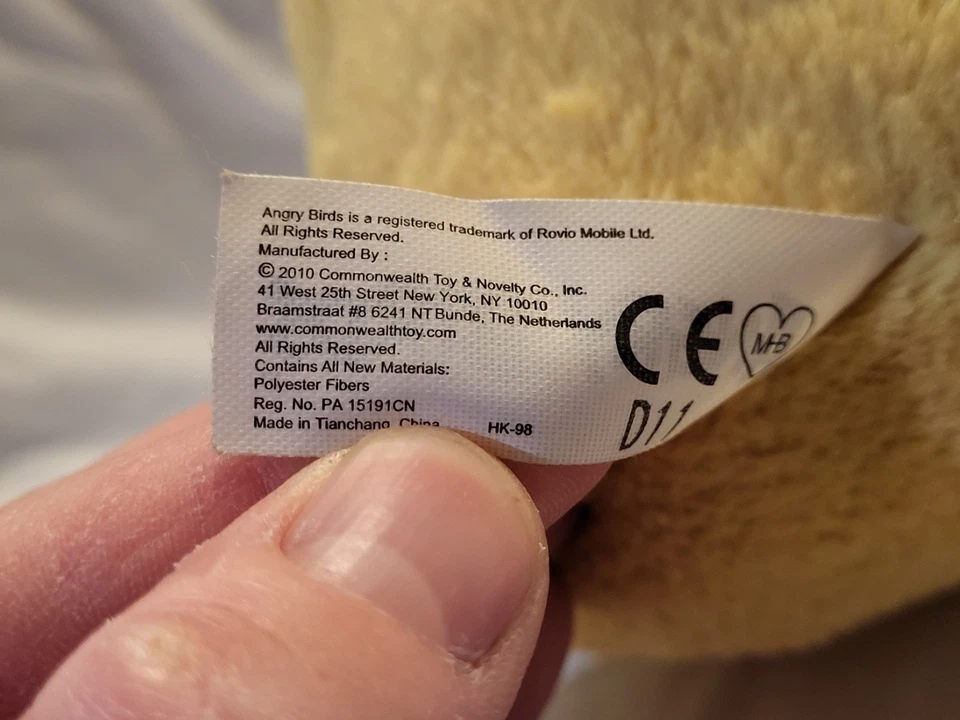 Angry Birds is a registered trademark of Rovio Mobile Ltd.
All Rights Reserved.
Manufactured By :
© 2010 Commonwealth Toy & Novelty Co., Inc.
41 West 25th Street New York, NY 10010
Braamstraat #8 6241 NT Bunde, The Netherlands
www.commonwealthtoy.com
All Rights Reserved.
Contains All New Materials:
Polyester Fibers
Reg. No. PA 15191CN
Made in Tianchang, China HK-98
CE
M-B
D11